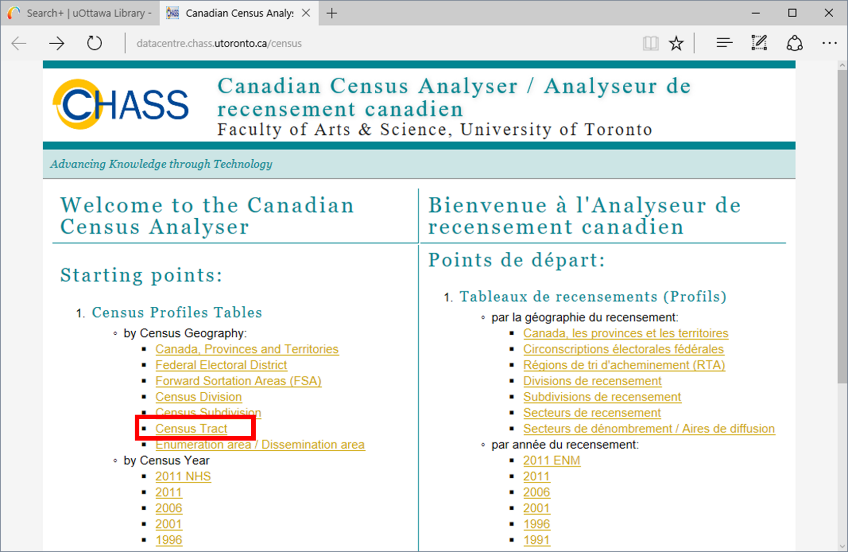 Search+ | uOttawa Library -
Canadian Census Analys
datacentre.chass.utoronto.ca/census
CHASS
Canadian Census Analyser / Analyseur de
recensement canadien
Faculty of Arts & Science, University of Toronto
Advancing Knowledge through Technology
Welcome to the Canadian
Census Analyser
Starting points:
1. Census Profiles Tables
by Census Geography:
Canada, Provinces and Territories
Federal Electoral District
Forward Sortation Areas (FSA)
Census Division
Census Subdivision
Census Tract
Enumeration area / Dissemination area
by Census Year
2011 NHS
2011
2006
2001
1996
Bienvenue à l'Analyseur de
recensement canadien
Points de départ:
1. Tableaux de recensements (Profils)
par la géographie du recensement:
Canada, les provinces et les territoires
Circonscriptions électorales fédérales
Régions de tri d'acheminement (RTA)
Divisions de recensement
Subdivisions de recensement
Secteurs de recensement
Secteurs de dénombrement / Aires de diffusion
par année du recensement:
2011 ENM
2011
2006
2001
1996
1991